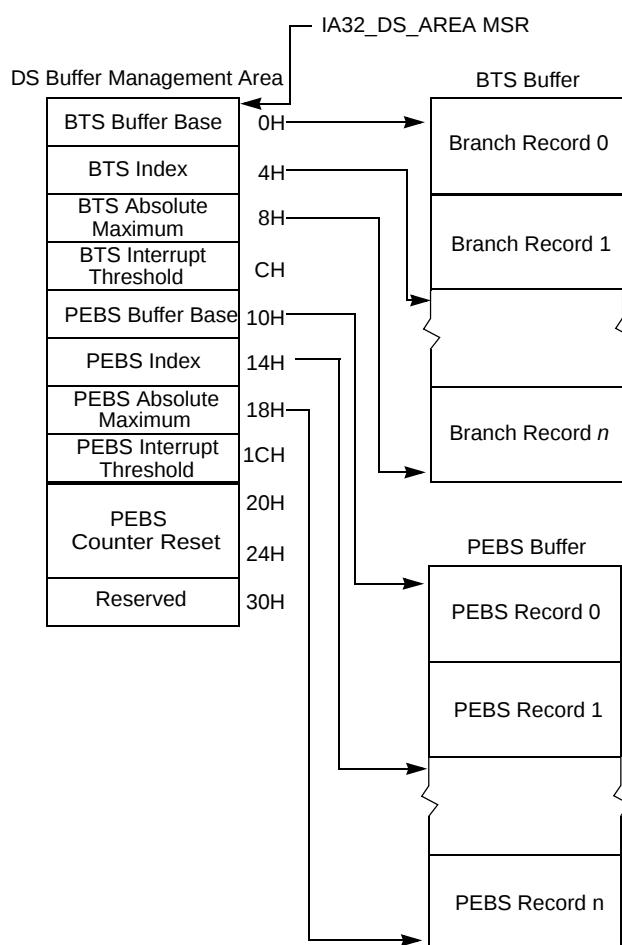 IA32_DS_AREA MSR
DS Buffer Management Area
BTS Buffer Base
0H
BTS Index
4H
BTS Absolute
Maximum
8H
BTS Interrupt
Threshold
CH
PEBS Buffer Base
10H
PEBS Index
14H
PEBS Absolute
Maximum
18H
PEBS Interrupt
Threshold
1CH
PEBS
Counter Reset
20H
24H
Reserved
30H
BTS Buffer
Branch Record 0
Branch Record 1
Branch Record n
PEBS Buffer
PEBS Record 0
PEBS Record 1
PEBS Record n